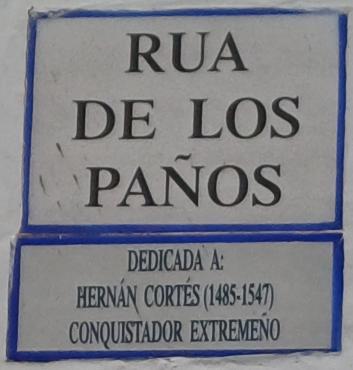 RUA
DE LOS
PAÑOS
DEDICADA A:
HERNÁN CORTÉS (1485-1547)
CONQUISTADOR EXTREMEÑO